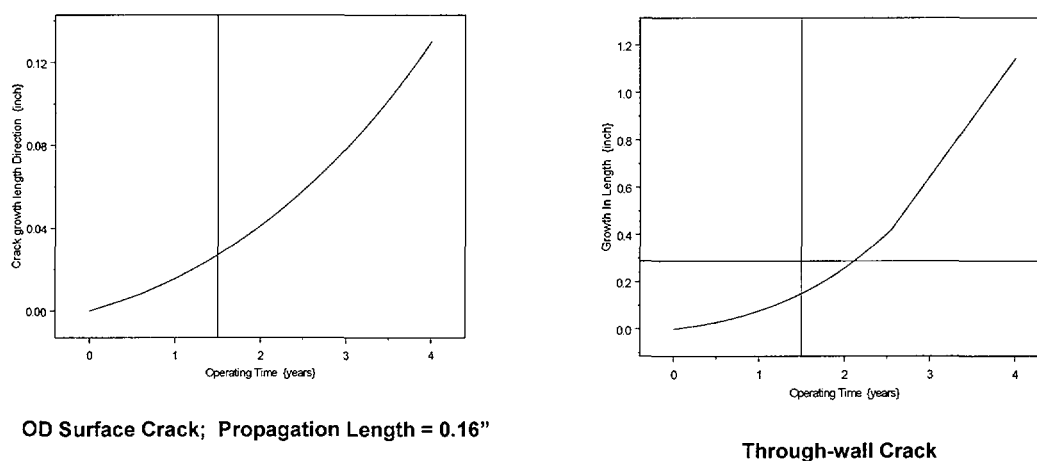 Crack growth length Direction {inch}
0.12
0.08
0.04
0.00
0 1 2 3 4
Operating Time {years}
OD Surface Crack; Propagation Length = 0.16”
Growth In Length {inch}
1.2
1.0
0.8
0.6
0.4
0.2
0.0
0 1 2 3 4
Operating Time {years}
Through-wall Crack